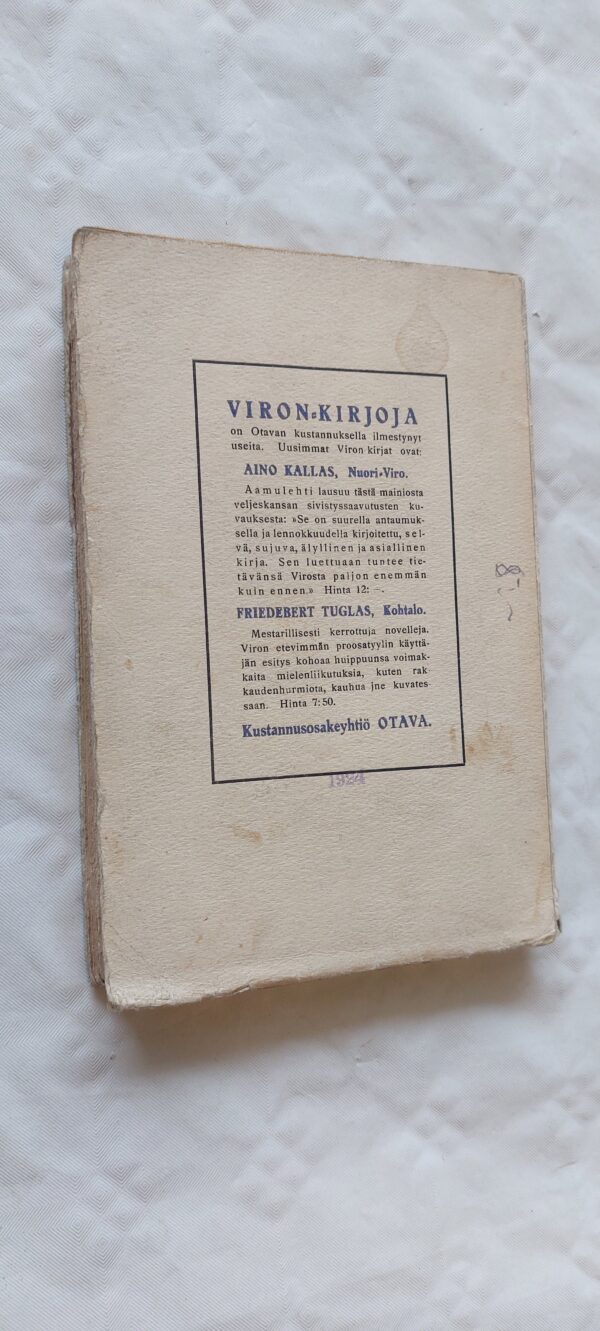 VIRON-KIRJOJA
on Otavan kustannuksella ilmestynyt
useita. Uusimmat Viron kirjat ovat:
AINO KALLAS, Nuori-Viro.
Aamulehti lausuu tästä mainiosta
veljeskansan sivistyssaavutusten ku-
vauksesta: »Se on suurella antaumuk-
sella ja lennokkuudella kirjoitettu, sel-
vä, sujuva, älyllinen ja asiallinen
kirja. Sen luettuaan tuntee tie-
tävänsä Virosta paljon enemmän
kuin ennen.» Hinta 12: —.
FRIEDEBERT TUGLAS, Kohtalo.
Mestarillisesti kerrottuja novelleja.
Viron etevimmän proosatyylin käyttä-
jän esitys kohoaa huippuunsa voimak-
kaita mielenliikutuksia, kuten rak
kaudenhurmiota, kauhua jne kuvates-
saan. Hinta 7:50.
Kustannusosakeyhtiö OTAVA.
1924